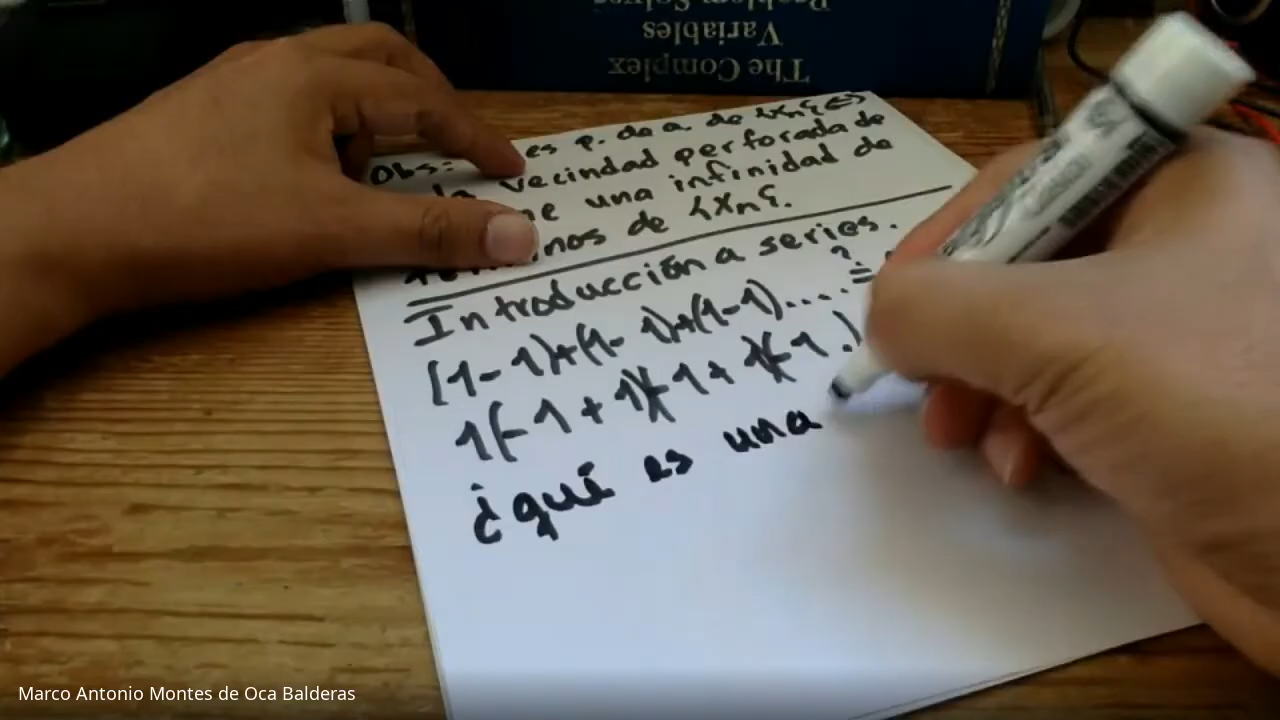 Problem Solver
Variables
The Complex
Obs: es p. de a. de {xn} <=>
vecindad perforada de
una infinidad de
de {xn}.
Introducción a series.
(1-1)+(1-1)+(1-1).... ?=
1(-1+1)(-1+1)(-1.)
¿qué es una
Marco Antonio Montes de Oca Balderas